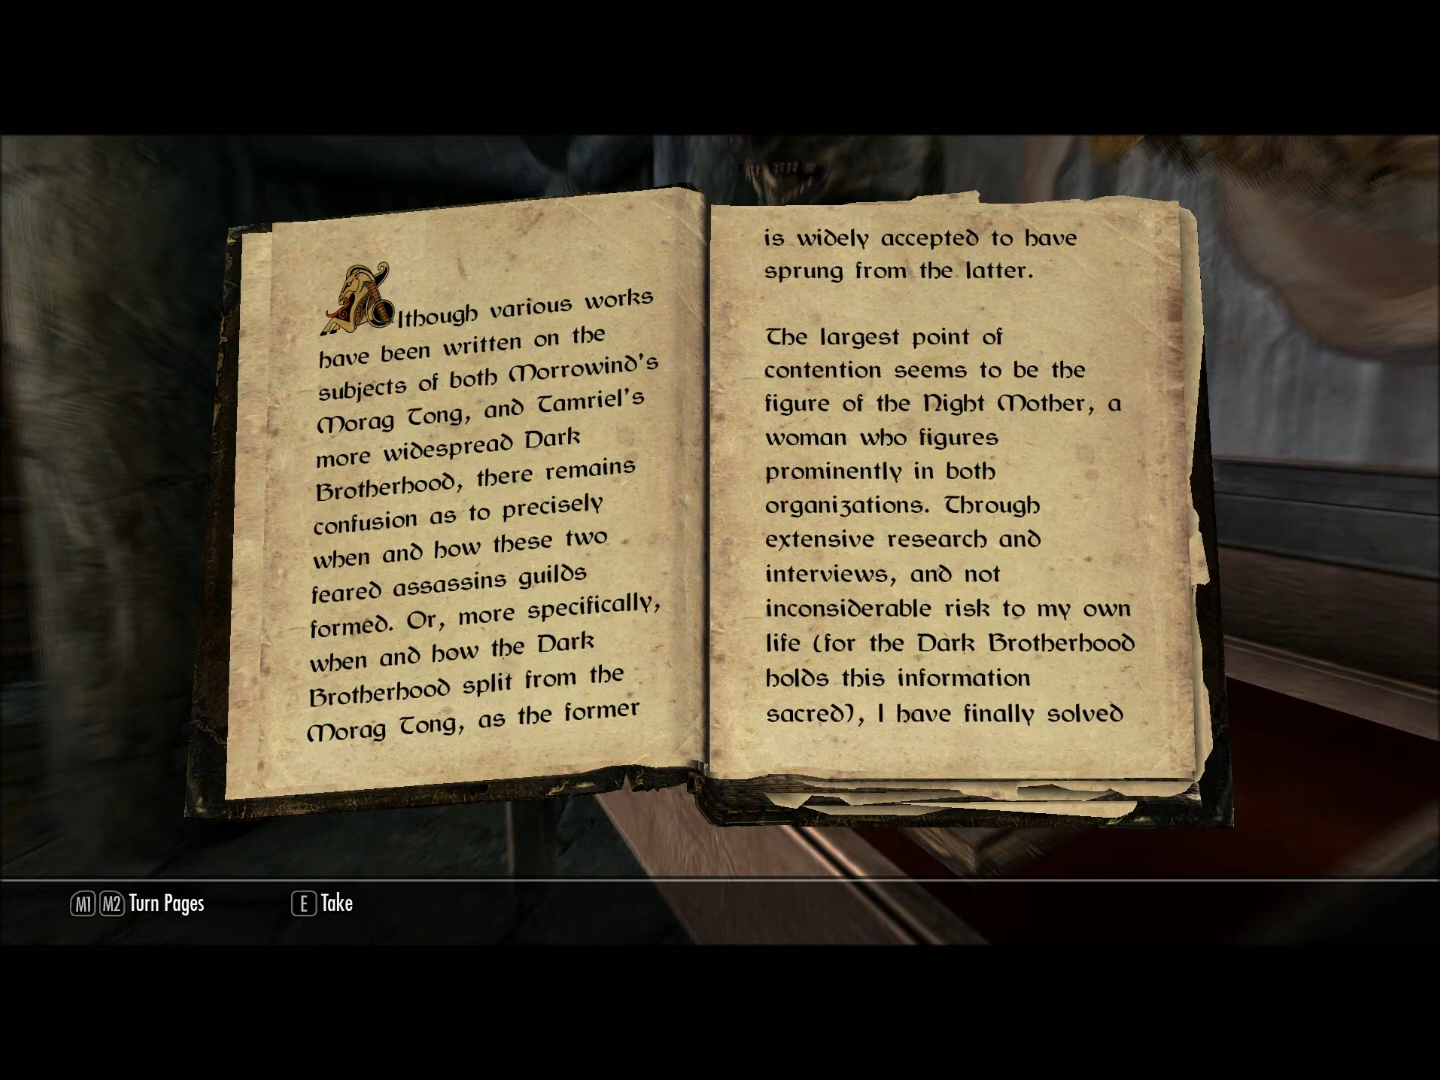 Although various works
have been written on the
subjects of both Morrowind's
Morag Tong, and Tamriel's
more widespread Dark
Brotherhood, there remains
confusion as to precisely
when and how these two
feared assassins guilds
formed. Or, more specifically,
when and how the Dark
Brotherhood split from the
Morag Tong, as the former
is widely accepted to have
sprung from the latter.
The largest point of
contention seems to be the
figure of the Night Mother, a
woman who figures
prominently in both
organizations. Through
extensive research and
interviews, and not
inconsiderable risk to my own
life (for the Dark Brotherhood
holds this information
sacred), I have finally solved
M1 M2 Turn Pages E Take